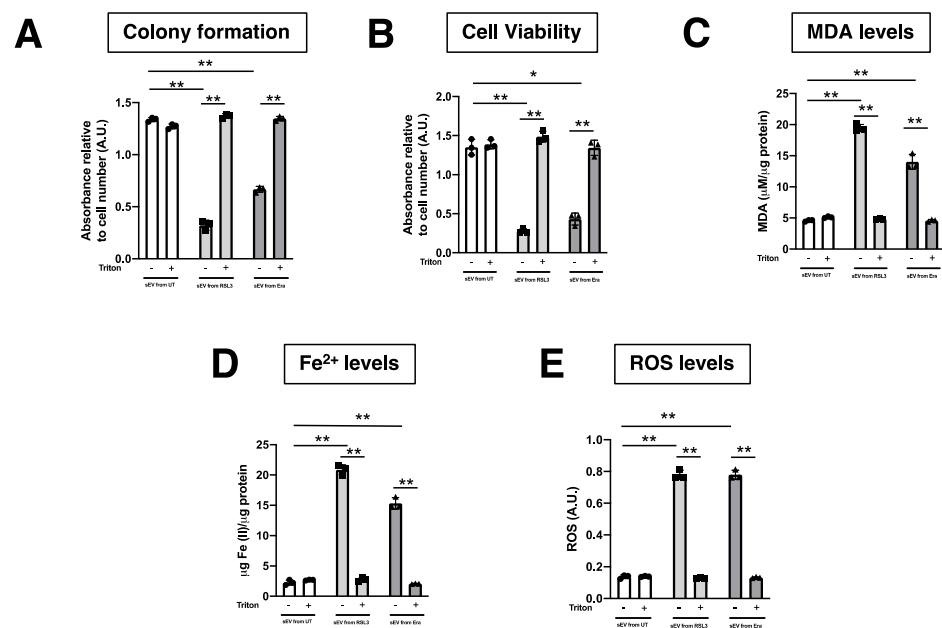 A
Colony formation
**
**
**
**
Absorbance relative
to cell number (A.U.)
1.5
1.0
0.5
0.0
Triton
- + - + - +
sEV from UT sEV from RSL3 sEV from Era
B
Cell Viability
*
**
**
**
Absorbance relative
to cell number (A.U.)
2.0
1.5
1.0
0.5
0.0
Triton
- + - + - +
sEV from UT sEV from RSL3 sEV from Era
C
MDA levels
**
**
**
**
MDA (µM/µg protein)
25
20
15
10
5
0
Triton
- + - + - +
sEV from UT sEV from RSL3 sEV from Era
D
Fe²⁺ levels
**
**
**
**
µg Fe (II)/µg protein
25
20
15
10
5
0
Triton
- + - + - +
sEV from UT sEV from RSL3 sEV from Era
E
ROS levels
**
**
**
**
ROS (A.U.)
1.0
0.8
0.6
0.4
0.2
0.0
Triton
- + - + - +
sEV from UT sEV from RSL3 sEV from Era